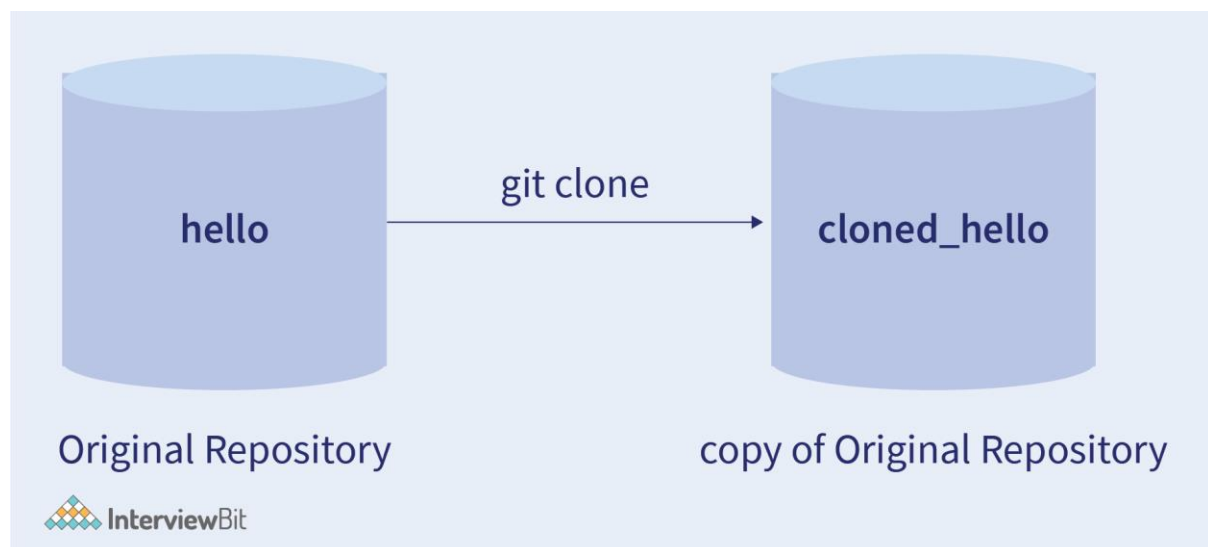 git clone
hello
cloned_hello
Original Repository
copy of Original Repository
InterviewBit